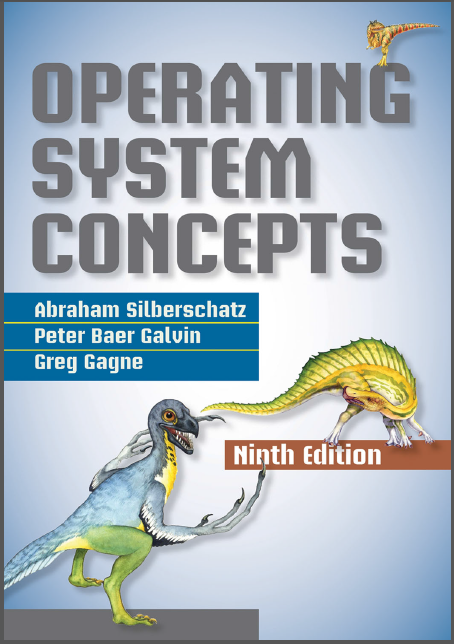 OPERATING
SYSTEM
CONCEPTS
Abraham Silberschatz
Peter Baer Galvin
Greg Gagne
Ninth Edition